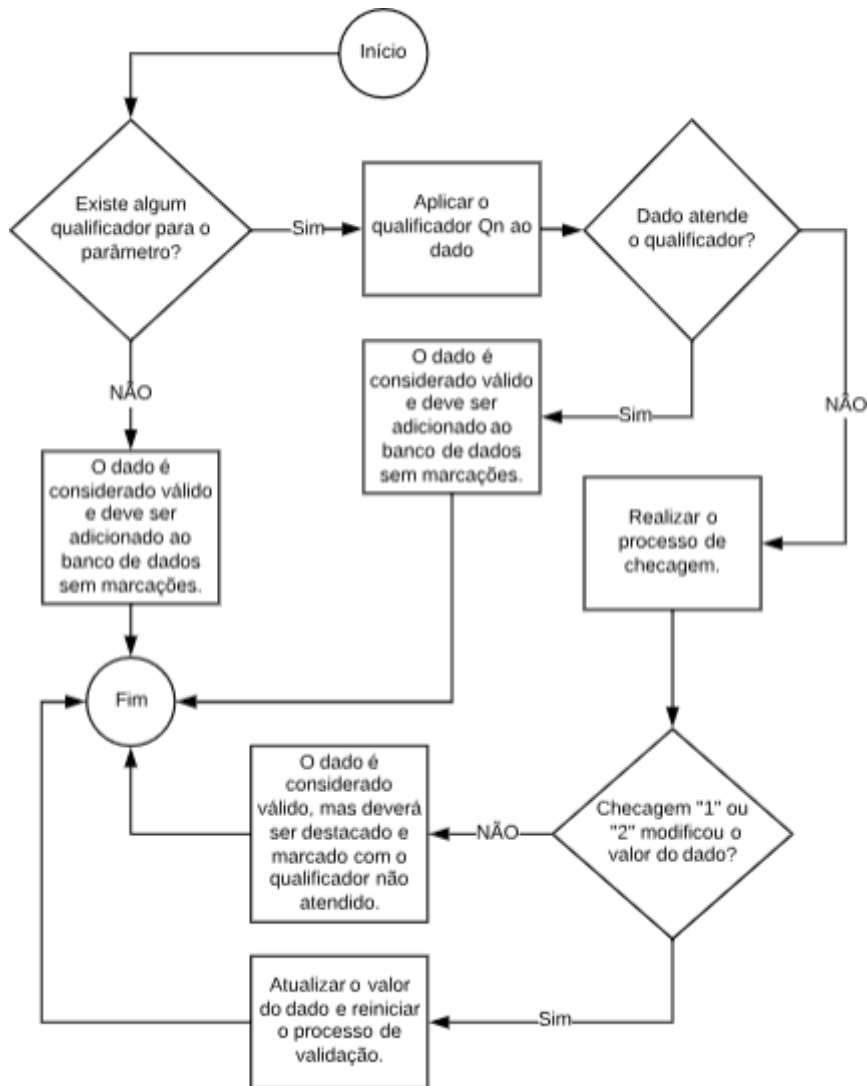 Início
Existe algum
qualificador para o
parâmetro?
Sim
Aplicar o
qualificador Qn ao
dado
Dado atende
o qualificador?
NÃO
O dado é
considerado válido
e deve ser
adicionado ao
banco de dados
sem marcações.
Sim
NÃO
O dado é
considerado válido
e deve ser
adicionado ao
banco de dados
sem marcações.
Realizar o
processo de
checagem.
Fim
O dado é
considerado
válido, mas deverá
ser destacado e
marcado com o
qualificador não
atendido.
NÃO
Checagem "1" ou
"2" modificou o
valor do dado?
Atualizar o valor
do dado e reiniciar
o processo de
validação.
Sim